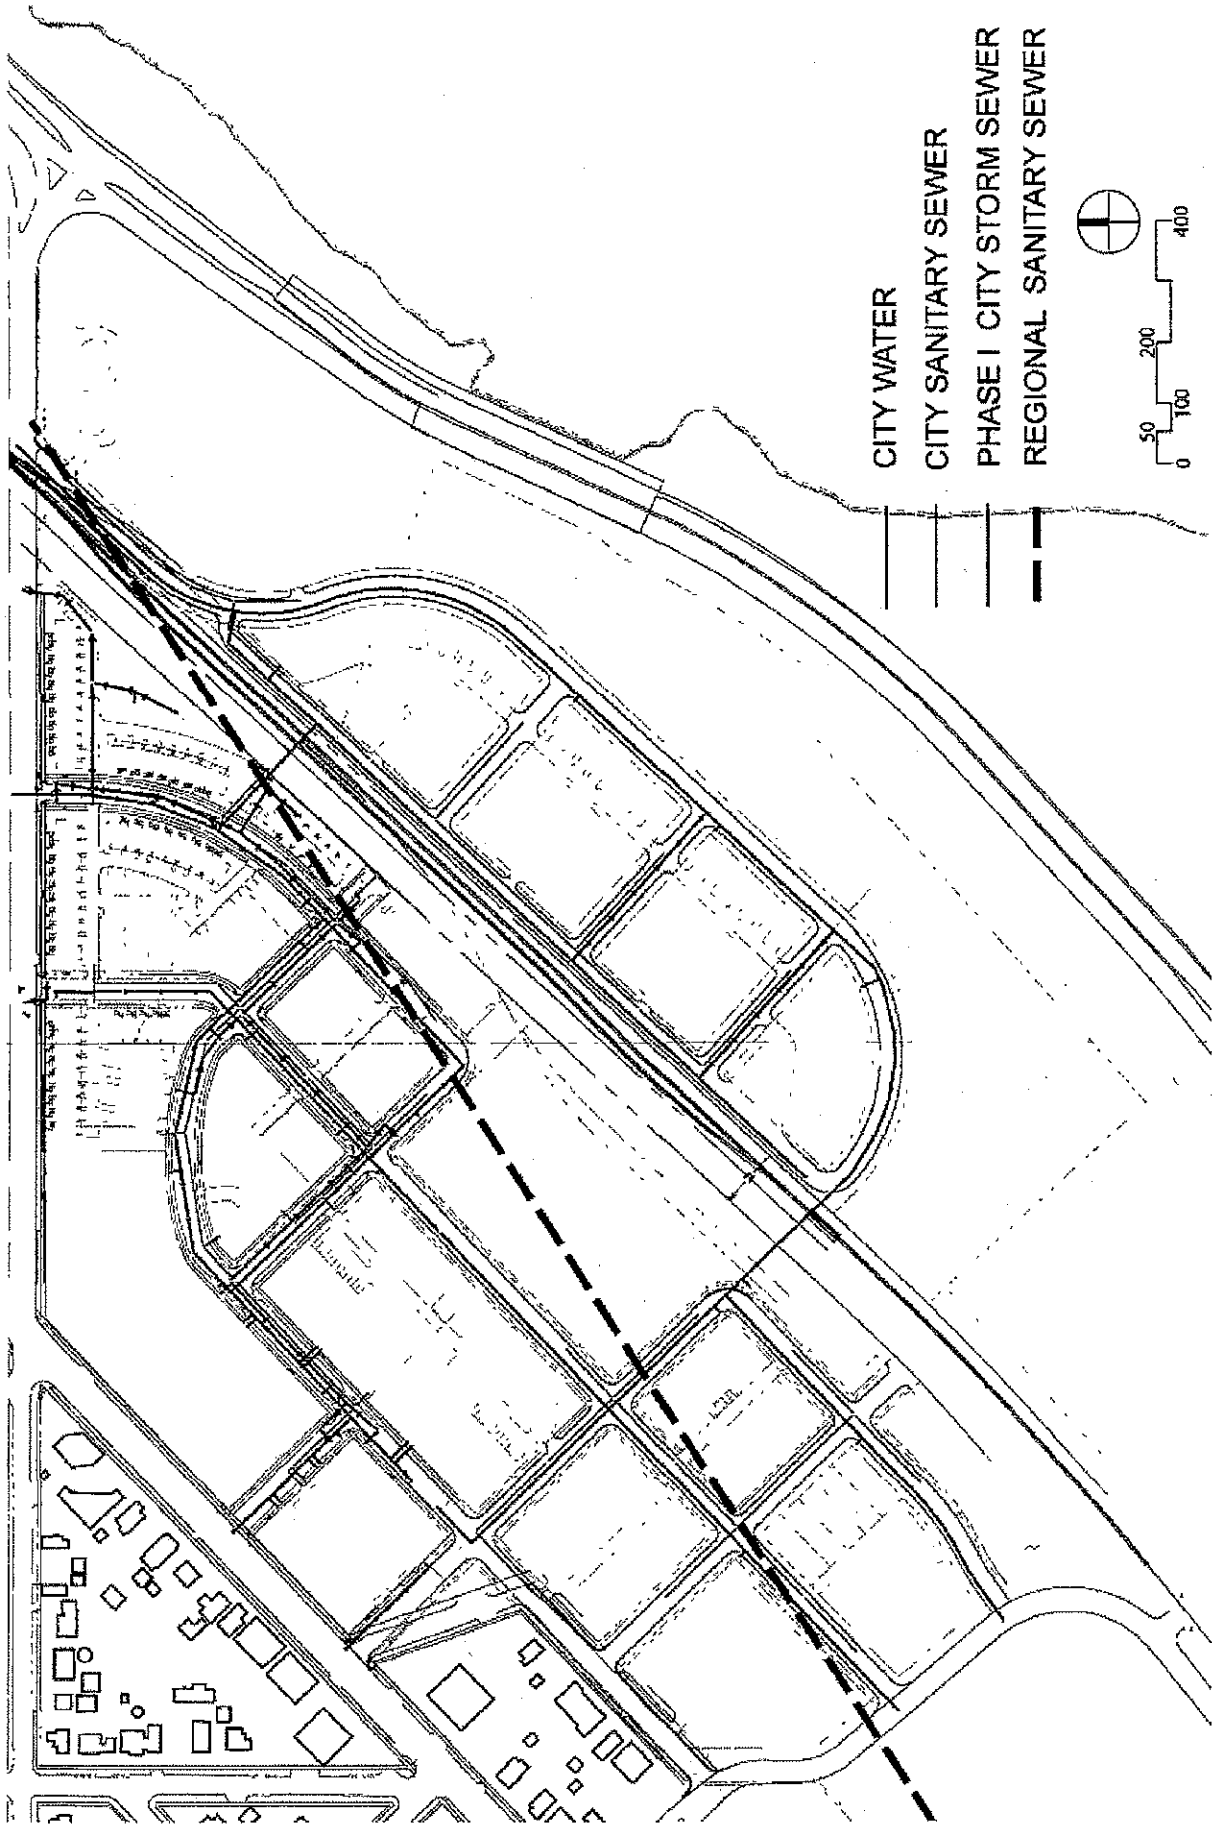 CITY WATER
CITY SANITARY SEWER
PHASE I CITY STORM SEWER
REGIONAL SANITARY SEWER
50 200
0 100 400